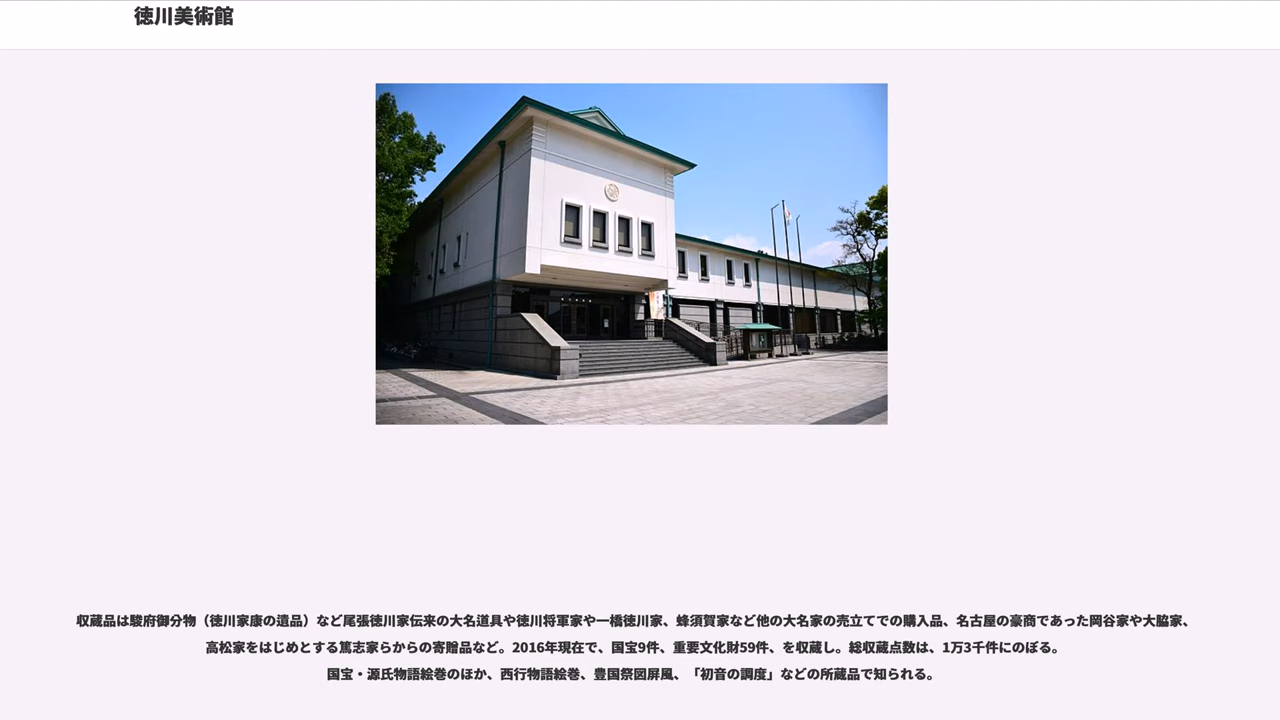 徳川美術館
収蔵品は駿府御分物（徳川家康の遺品）など尾張徳川家伝来の大名道具や徳川将軍家や一橋徳川家、蜂須賀家など他の大名家の売立てでの購入品、名古屋の豪商であった岡谷家や大脇家、
高松家をはじめとする篤志家らからの寄贈品など。2016年現在で、国宝9件、重要文化財59件、を収蔵し。総収蔵点数は、1万3千件にのぼる。
国宝・源氏物語絵巻のほか、西行物語絵巻、豊国祭図屏風、「初音の調度」などの所蔵品で知られる。